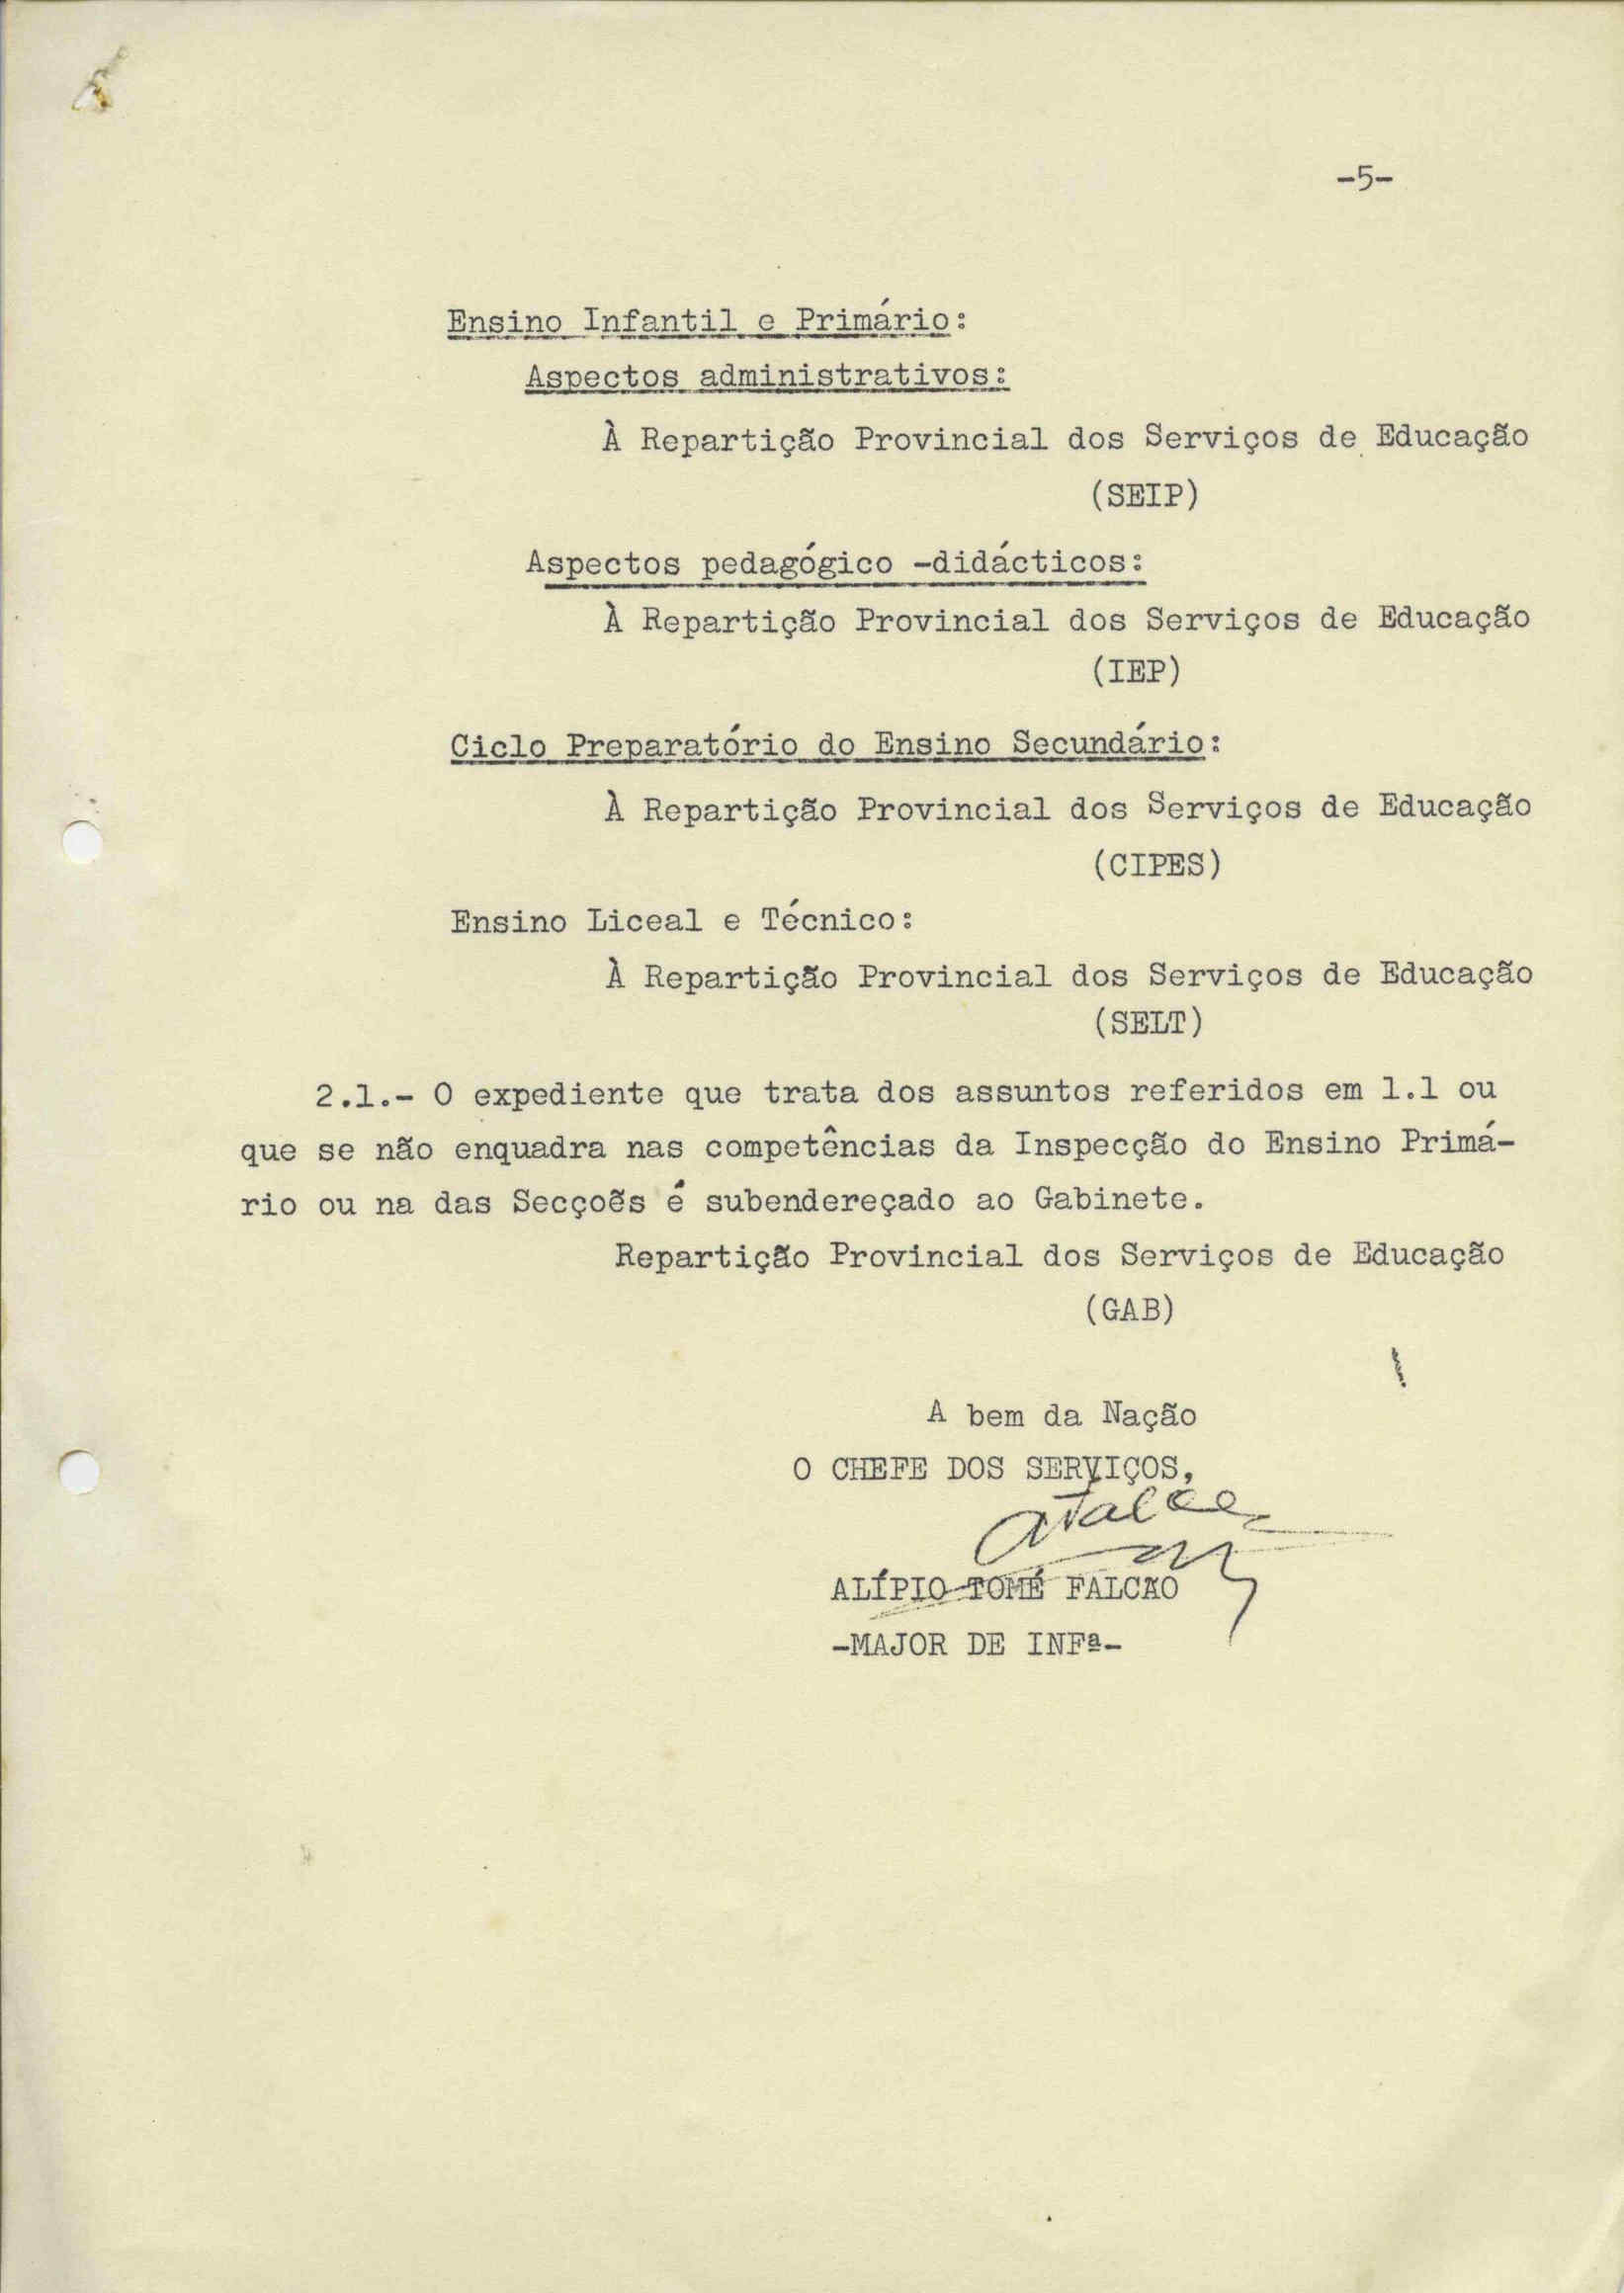 -5-
Ensino Infantil e Primário:
Aspectos administrativos:
À Repartição Provincial dos Serviços de Educação
(SEIP)
Aspectos pedagógico -didácticos:
À Repartição Provincial dos Serviços de Educação
(IEP)
Ciclo Preparatório do Ensino Secundário:
À Repartição Provincial dos Serviços de Educação
(CIPES)
Ensino Liceal e Técnico:
À Repartição Provincial dos Serviços de Educação
(SELT)
2.1.- O expediente que trata dos assuntos referidos em 1.1 ou
que se não enquadra nas competências da Inspecção do Ensino Primá-
rio ou na das Secçoẽs é subendereçado ao Gabinete.
Repartição Provincial dos Serviços de Educação
(GAB)
A bem da Nação
O CHEFE DOS SERVIÇOS,
ALÍPIO TOMÉ FALCÃO
-MAJOR DE INFª-